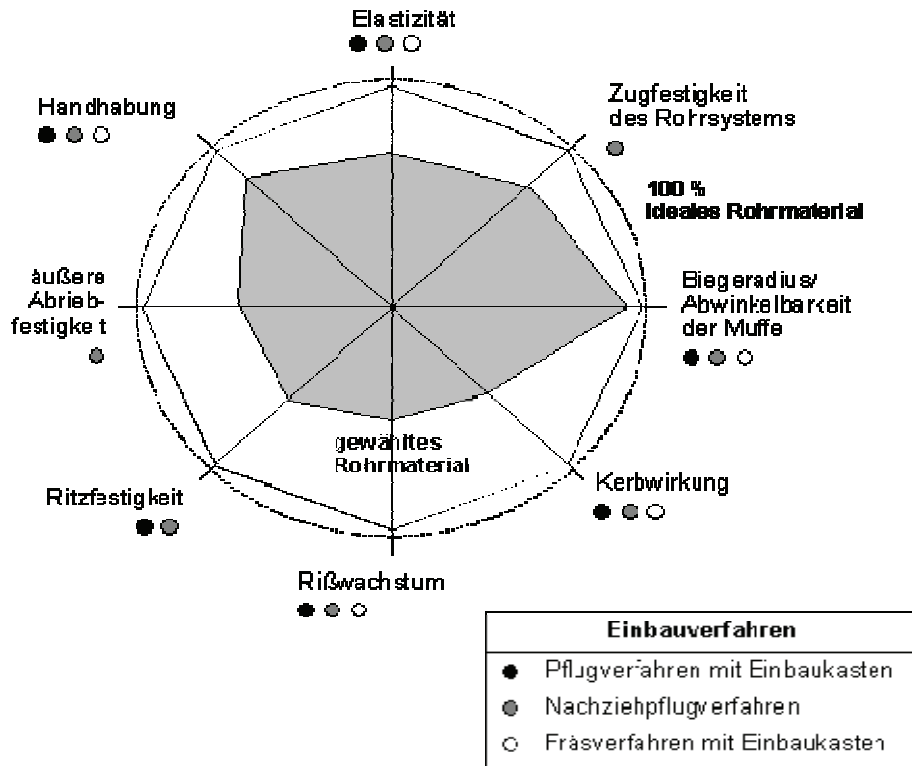 Elastizität
Handhabung
Zugfestigkeit
des Rohrsystems
100 %
Ideales Rohrmaterial
äußere
Abrieb-
festigkeit
Biegeradius/
Abwinkelbarkeit
der Muffe
gewähltes
Rohrmaterial
Ritzfestigkeit
Kerbwirkung
Rißwachstum
Einbauverfahren
Pflugverfahren mit Einbaukasten
Nachziehpflugverfahren
Fräsverfahren mit Einbaukasten